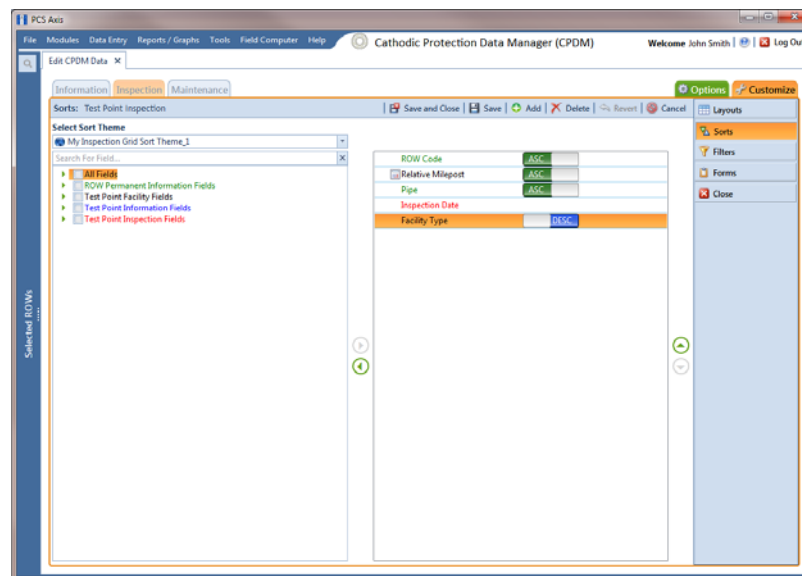 PCS Axis
File Modules Data Entry Reports / Graphs Tools Field Computer Help
Cathodic Protection Data Manager (CPDM)
Welcome John Smith | Log Out
Edit CPDM Data
Information Inspection Maintenance
Options Customize
Sorts: Test Point Inspection
| Save and Close | Save | Add | Delete | Revert | Cancel
Layouts
Select Sort Theme
Sorts
My Inspection Grid Sort Theme_1
Filters
Search For Field...
Forms
Close
All Fields
ROW Permanent Information Fields
Test Point Facility Fields
Test Point Information Fields
Test Point Inspection Fields
ROW Code ASC
Relative Milepost ASC
Pipe ASC
Inspection Date
Facility Type DESC
Selected ROWs